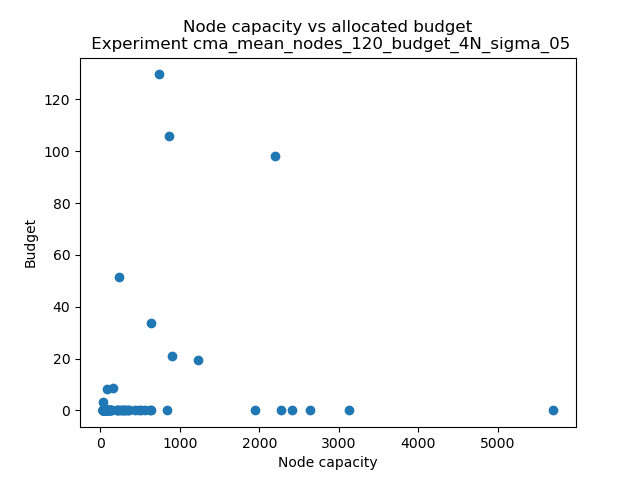 Node capacity vs allocated budget
Experiment cma_mean_nodes_120_budget_4N_sigma_05
120
100
80
60
40
20
0
Budget
0 1000 2000 3000 4000 5000
Node capacity